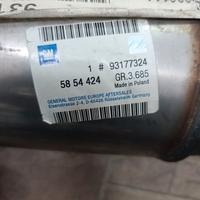 GM
1 # 93177324
58 54 424 GR.3.685
Made in Poland
GENERAL MOTORS EUROPE AFTERSALES
Eisenstrasse 2-4, D-65428 Rüsselsheim Germany